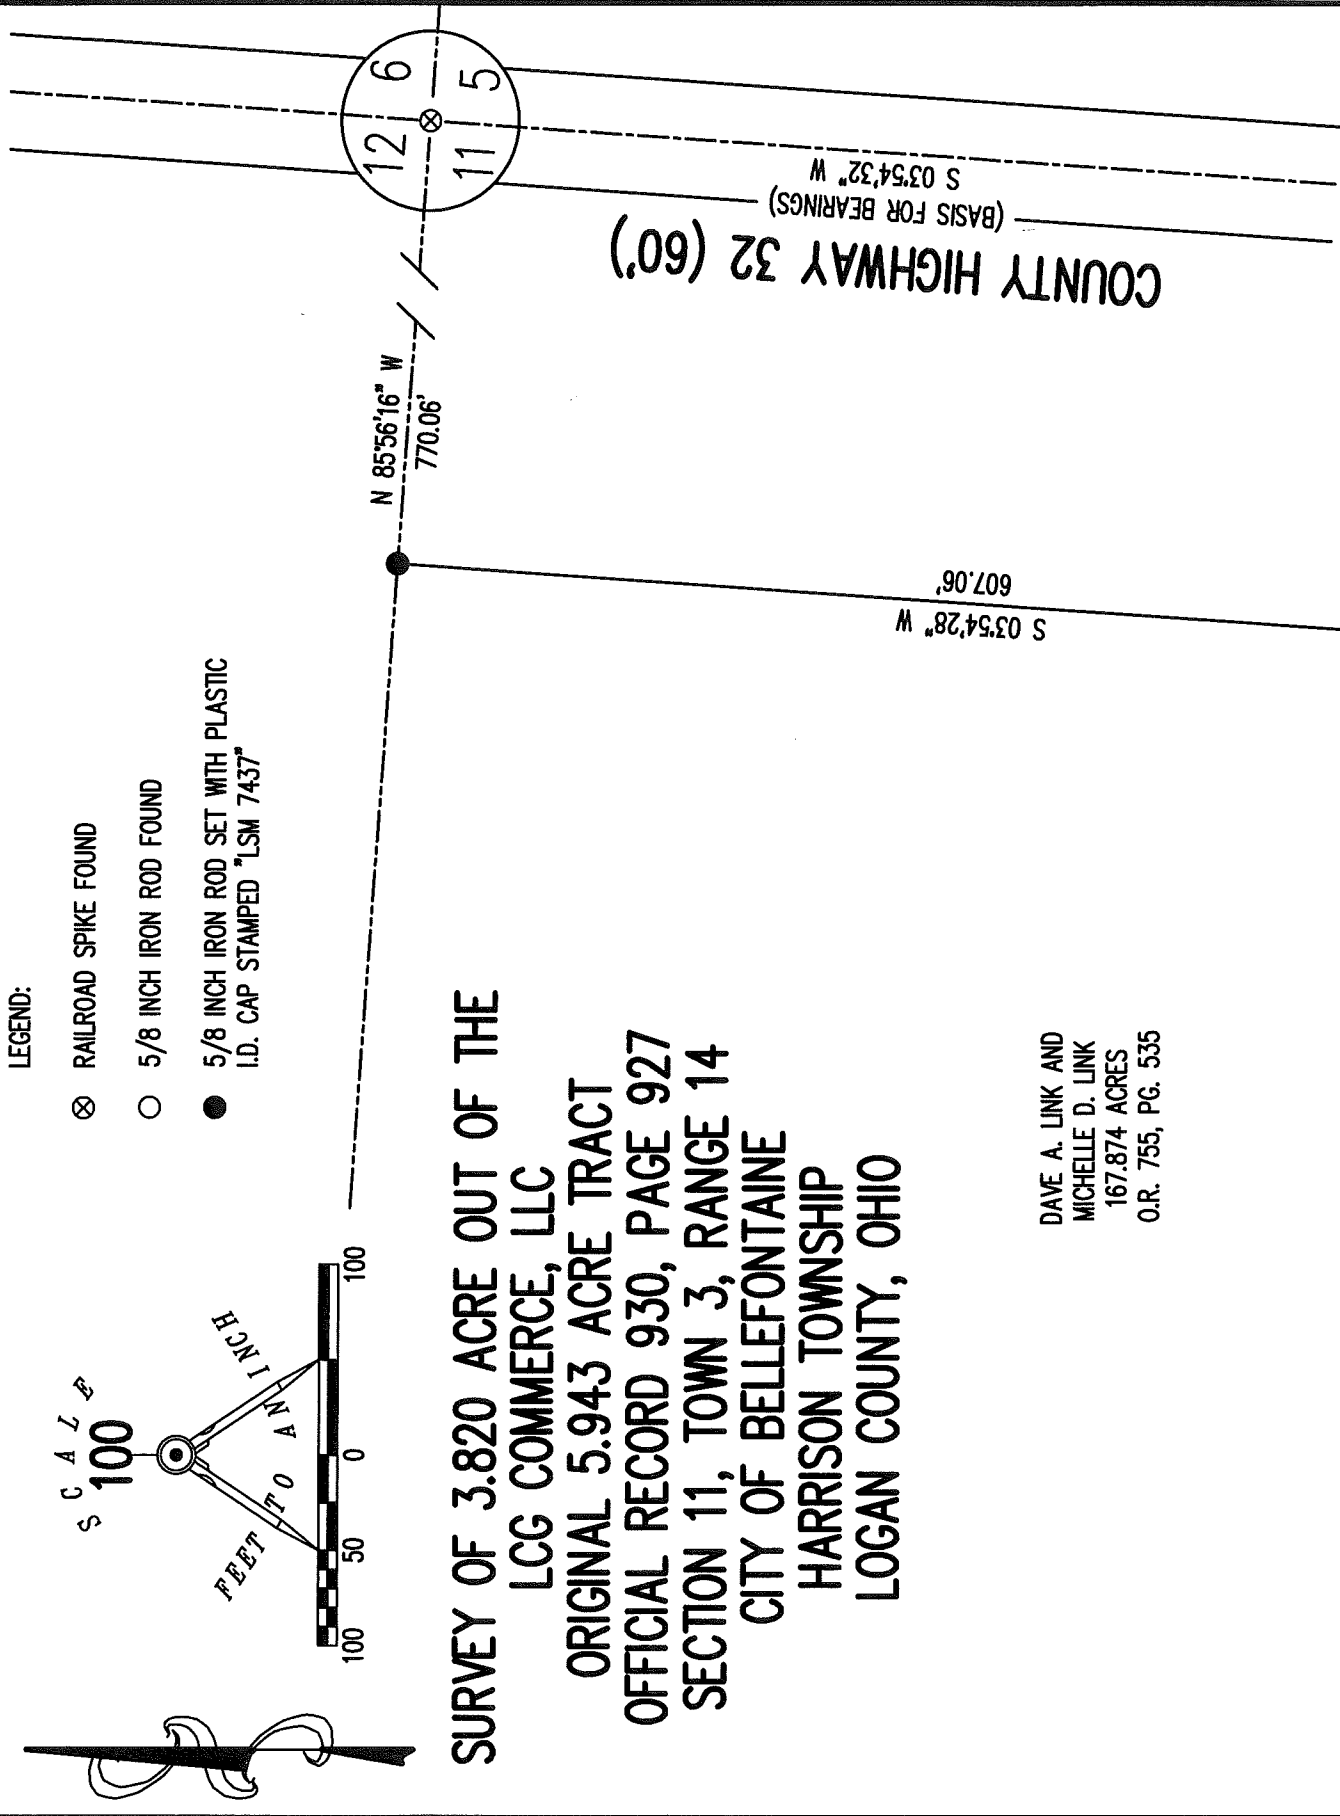 LEGEND:
RAILROAD SPIKE FOUND
5/8 INCH IRON ROD FOUND
5/8 INCH IRON ROD SET WITH PLASTIC
I.D. CAP STAMPED "LSM 7437"
SCALE
100
FEET TO AN INCH
100 50 0 100
SURVEY OF 3.820 ACRE OUT OF THE
LCG COMMERCE, LLC
ORIGINAL 5.943 ACRE TRACT
OFFICIAL RECORD 930, PAGE 927
SECTION 11, TOWN 3, RANGE 14
CITY OF BELLEFONTAINE
HARRISON TOWNSHIP
LOGAN COUNTY, OHIO
N 85°56'16" W
770.06'
12 6
11 5
S 03°54'32" W
(BASIS FOR BEARINGS)
COUNTY HIGHWAY 32 (60')
607.06'
S 03°54'28" W
DAVE A. LINK AND
MICHELLE D. LINK
167.874 ACRES
O.R. 755, PG. 535